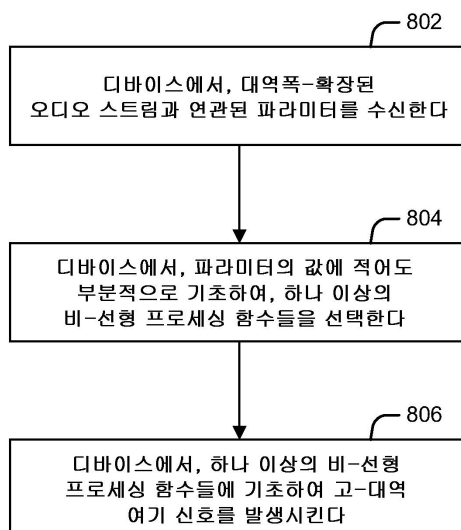 802
디바이스에서, 대역폭-확장된
오디오 스트림과 연관된 파라미터를 수신한다
804
디바이스에서, 파라미터의 값에 적어도
부분적으로 기초하여, 하나 이상의
비-선형 프로세싱 함수들을 선택한다
806
디바이스에서, 하나 이상의 비-선형
프로세싱 함수들에 기초하여 고-대역
여기 신호를 발생시킨다